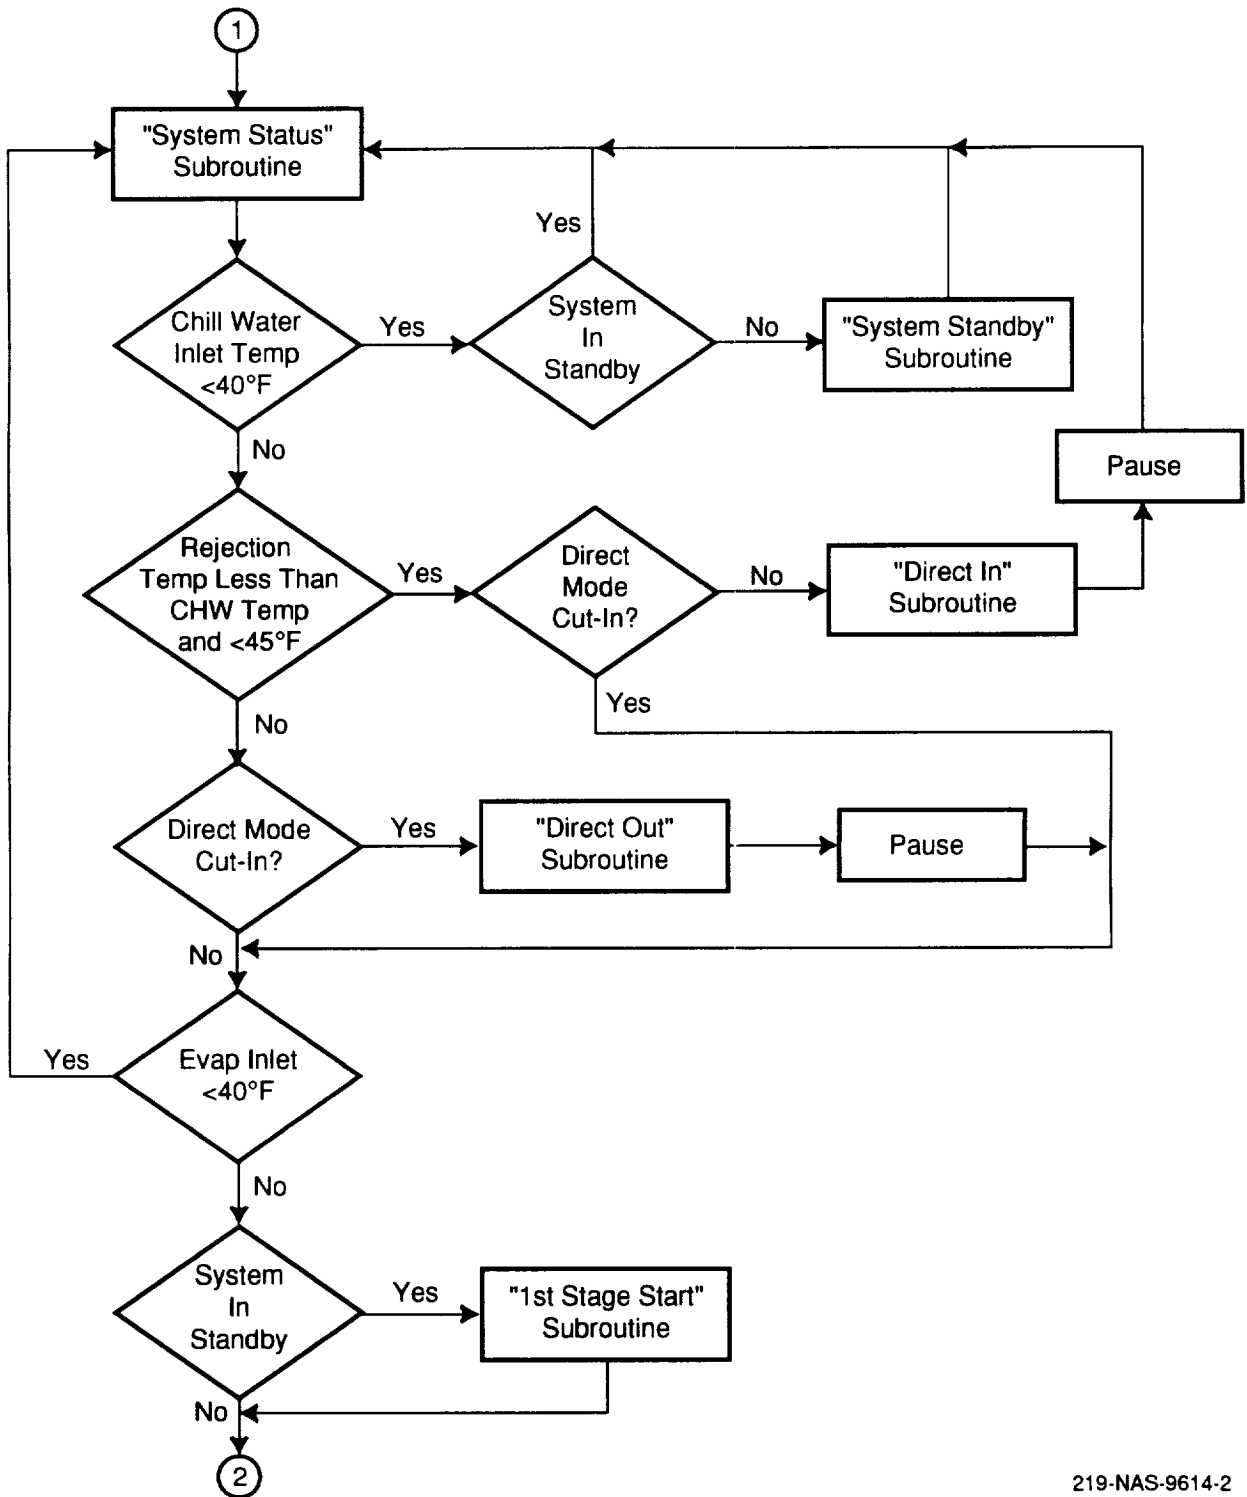 1
"System Status"
Subroutine
Yes
Chill Water
Inlet Temp
<40°F
Yes
System
In
Standby
No
"System Standby"
Subroutine
No
Pause
Rejection
Temp Less Than
CHW Temp
and <45°F
Yes
Direct
Mode
Cut-In?
No
"Direct In"
Subroutine
Yes
No
Direct Mode
Cut-In?
Yes
"Direct Out"
Subroutine
Pause
No
Yes
Evap Inlet
<40°F
No
System
In
Standby
Yes
"1st Stage Start"
Subroutine
No
2
219-NAS-9614-2